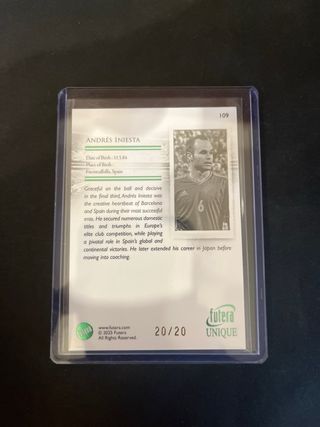 109
ANDRÉS INIESTA
Date of Birth : 11.5.84
Place of Birth :
Fuentealbilla, Spain
Graceful on the ball and decisive
in the final third, Andrés Iniesta was
the creative heartbeat of Barcelona
and Spain during their most successful
eras. He secured numerous domestic
titles and triumphs in Europe's
elite club competition, while playing
a pivotal role in Spain's global and
continental victories. He later extended his career in Japan before
moving into coaching.
6
www.futera.com
© 2025 Futera
All Rights Reserved.
20/20
futera
UNIQUE